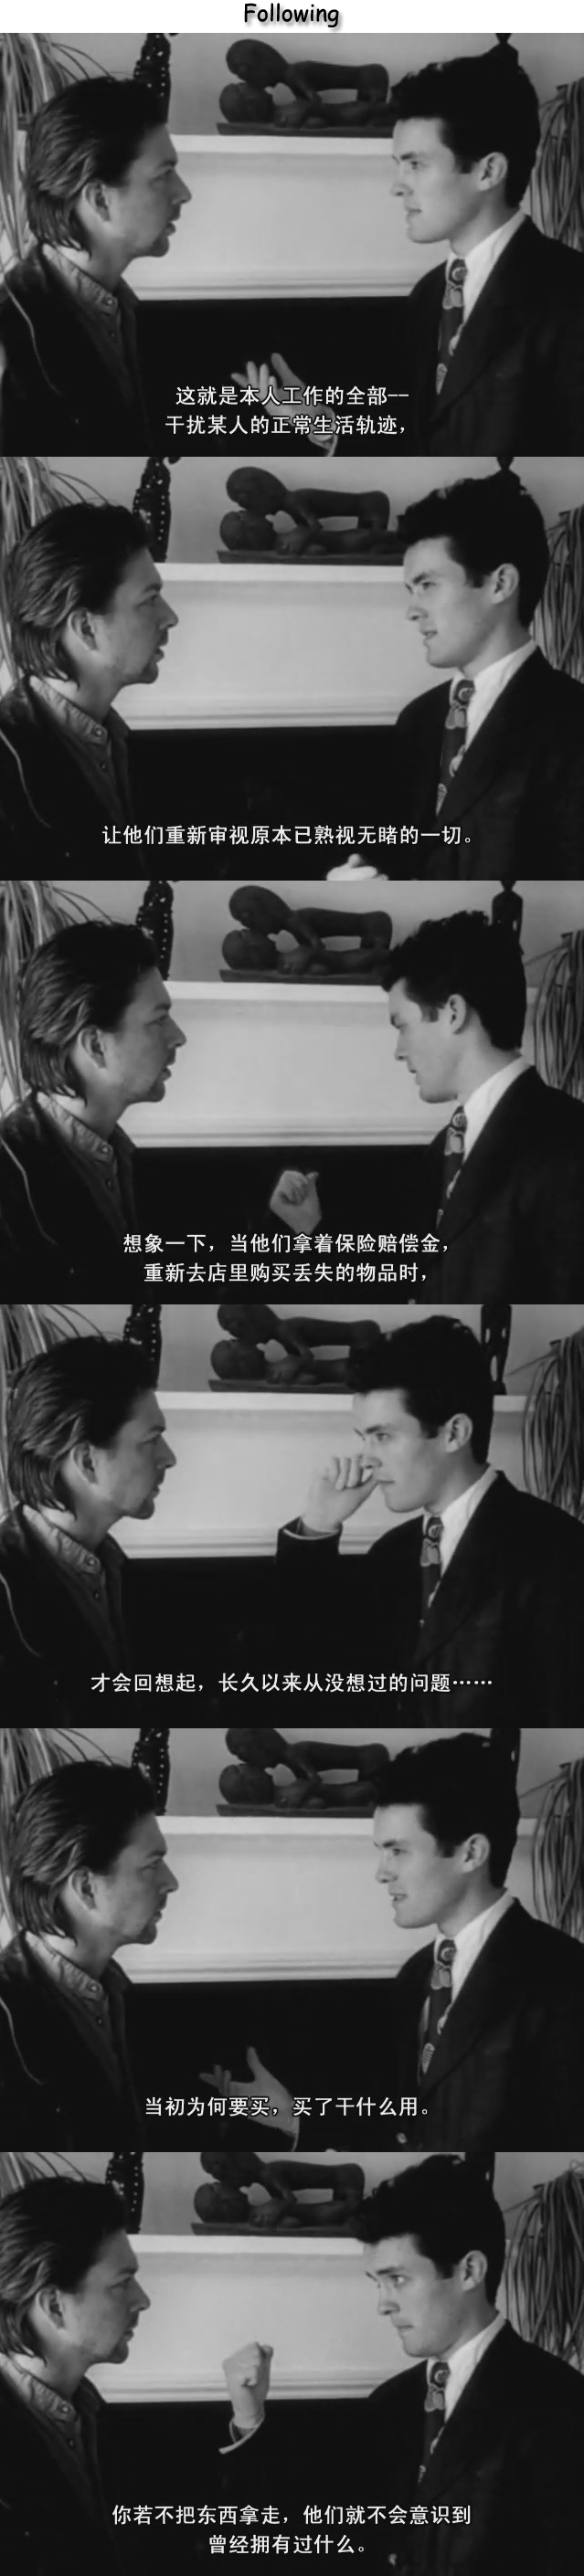 Following
这就是本人工作的全部--
干扰某人的正常生活轨迹，
让他们重新审视原本已熟视无睹的一切。
想象一下，当他们拿着保险赔偿金，
重新去店里购买丢失的物品时，
才会回想起，长久以来从没想过的问题……
当初为何要买，买了干什么用。
你若不把东西拿走，他们就不会意识到
曾经拥有过什么。